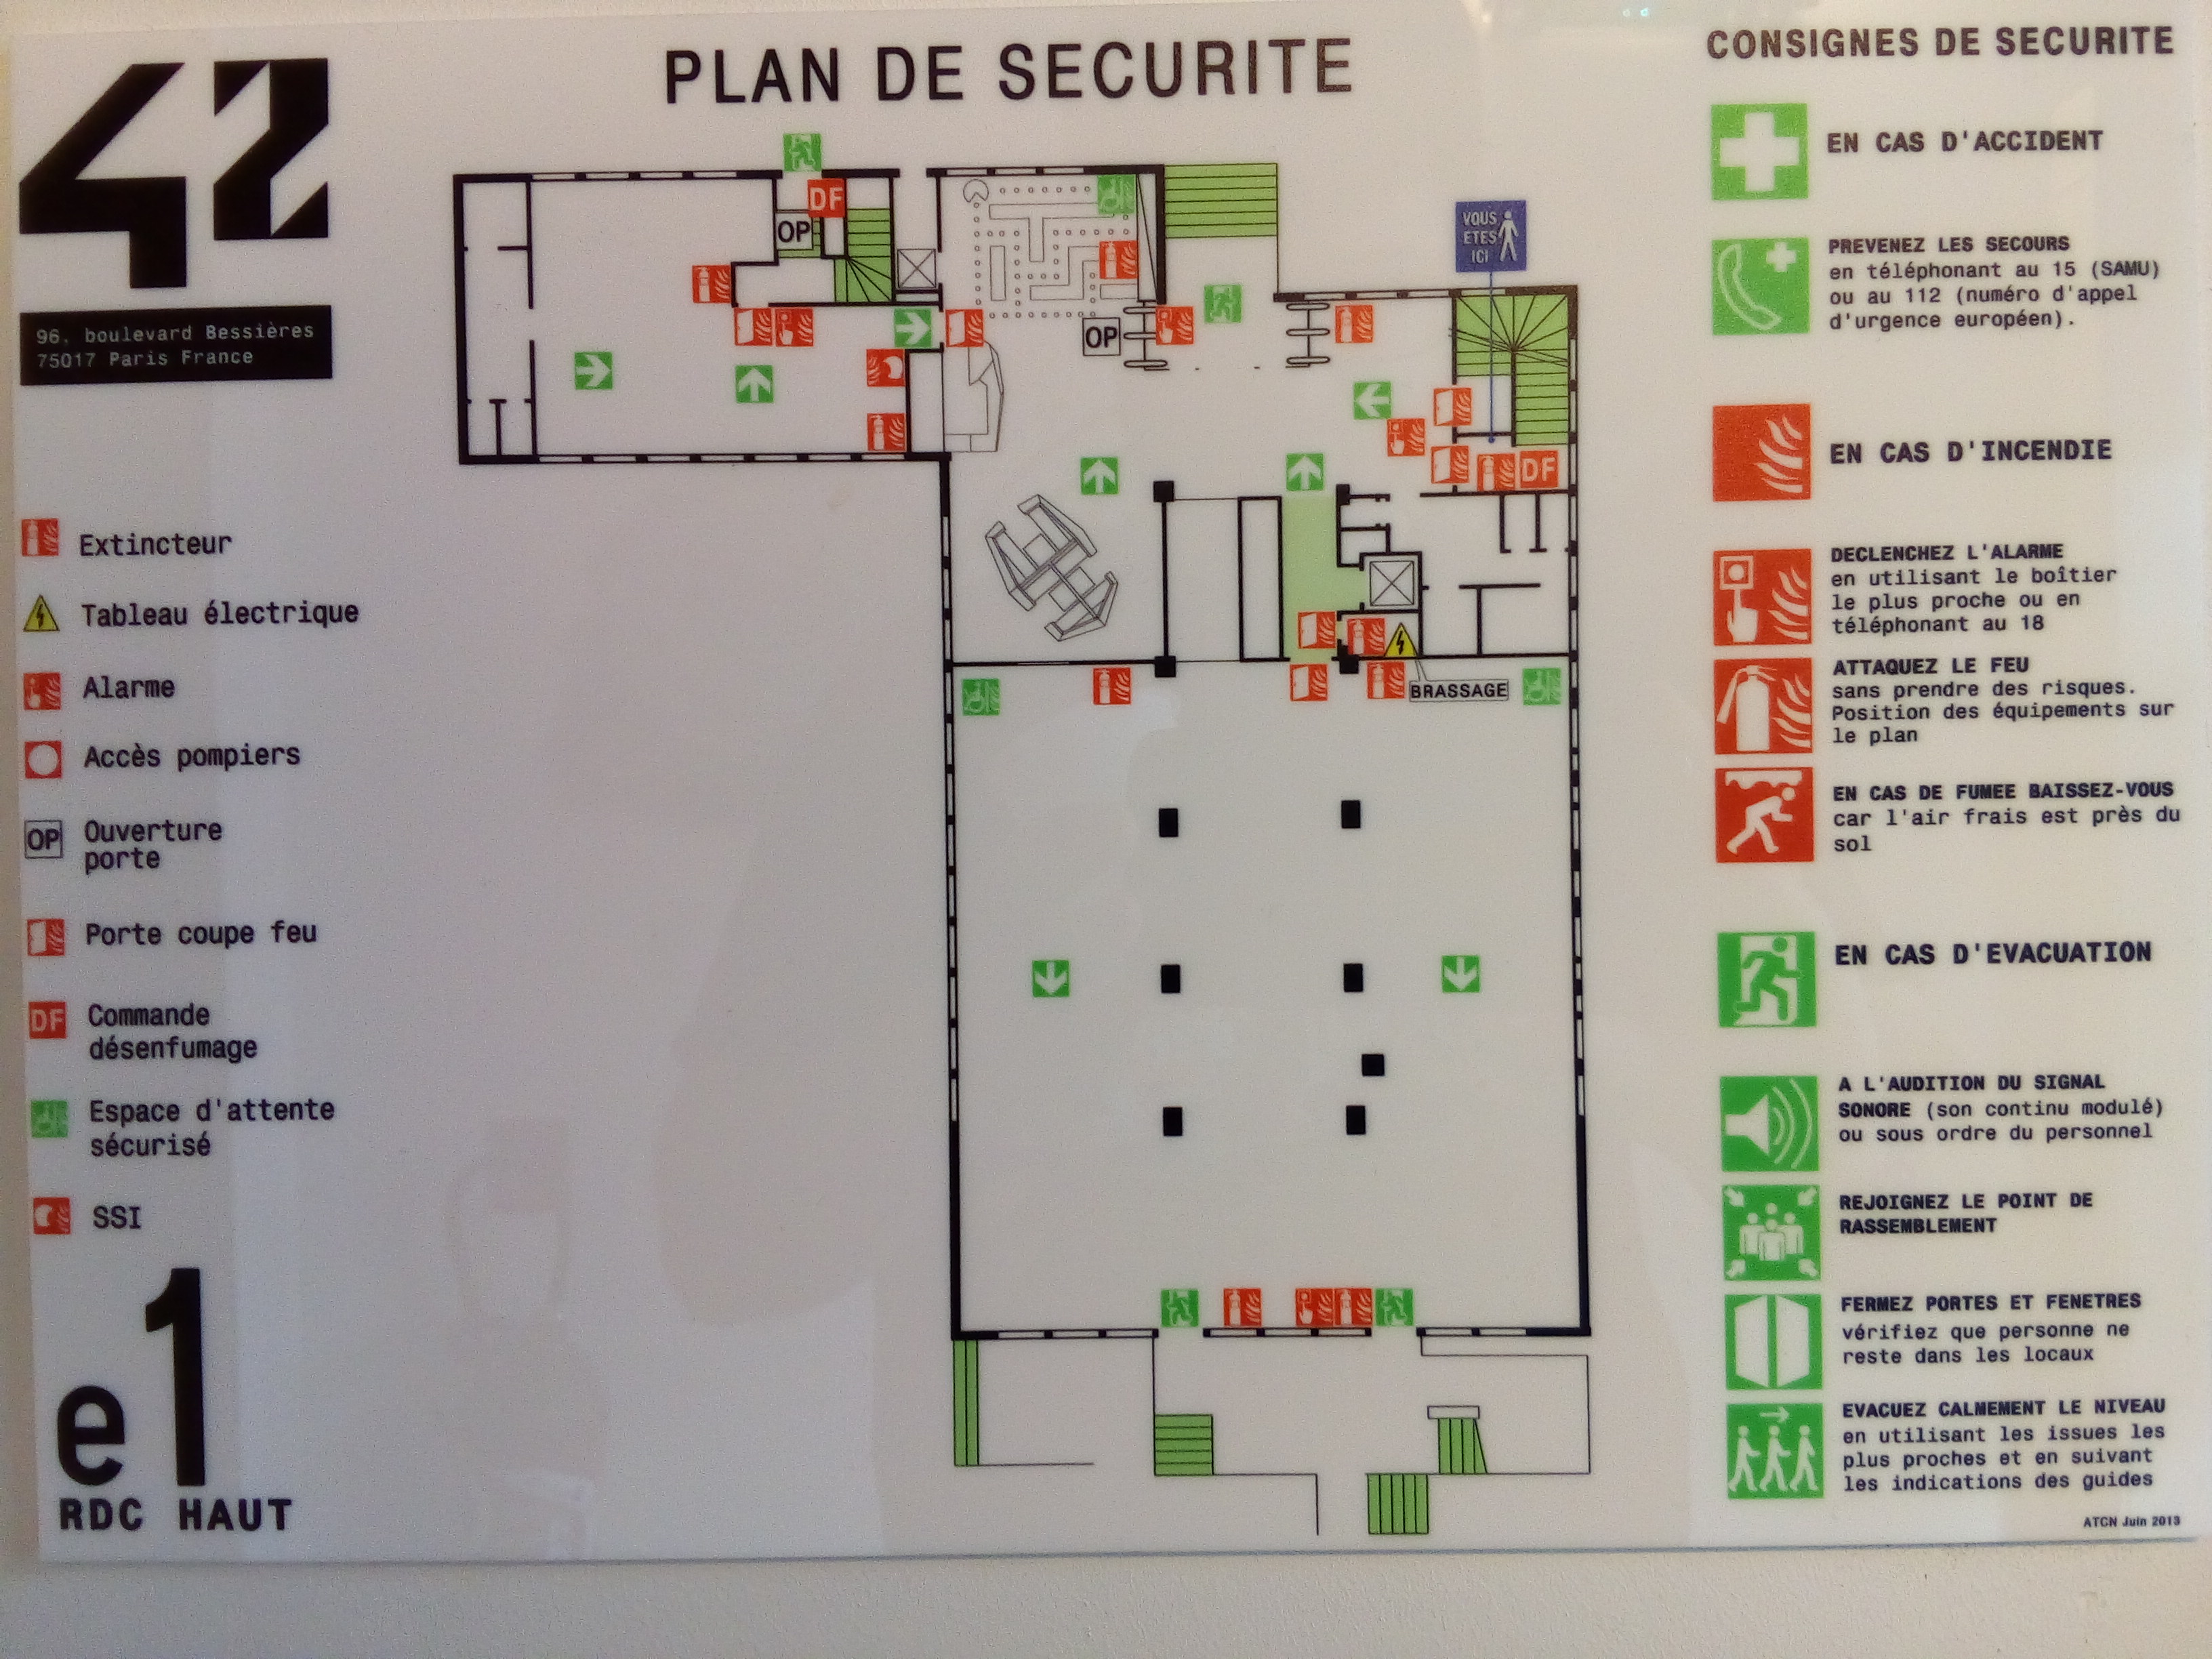 42
PLAN DE SECURITE
96, boulevard Bessières
75017 Paris France
Extincteur
Tableau électrique
Alarme
Accès pompiers
OP
Ouverture
porte
Porte coupe feu
DF
Commande
désenfumage
Espace d'attente
sécurisé
SSI
e1
RDC HAUT
DF
OP
OP
VOUS
ETES
ICI
DF
BRASSAGE
CONSIGNES DE SECURITE
EN CAS D'ACCIDENT
PREVENEZ LES SECOURS
en téléphonant au 15 (SAMU)
ou au 112 (numéro d'appel
d'urgence européen).
EN CAS D'INCENDIE
DECLENCHEZ L'ALARME
en utilisant le boîtier
le plus proche ou en
téléphonant au 18
ATTAQUEZ LE FEU
sans prendre des risques.
Position des équipements sur
le plan
EN CAS DE FUMEE BAISSEZ-VOUS
car l'air frais est près du
sol
EN CAS D'EVACUATION
A L'AUDITION DU SIGNAL
SONORE (son continu modulé)
ou sous ordre du personnel
REJOIGNEZ LE POINT DE
RASSEMBLEMENT
FERMEZ PORTES ET FENETRES
vérifiez que personne ne
reste dans les locaux
EVACUEZ CALMEMENT LE NIVEAU
en utilisant les issues les
plus proches et en suivant
les indications des guides
ATCN Juin 2013